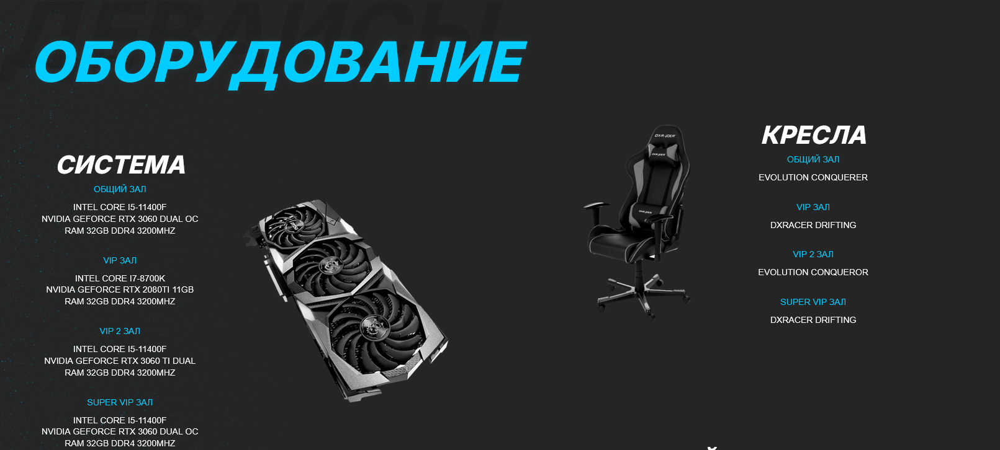 ДЕВАЙСЫ
ОБОРУДОВАНИЕ
СИСТЕМА
ОБЩИЙ ЗАЛ
INTEL CORE I5-11400F
NVIDIA GEFORCE RTX 3060 DUAL OC
RAM 32GB DDR4 3200MHZ
VIP ЗАЛ
INTEL CORE I7-8700K
NVIDIA GEFORCE RTX 2080TI 11GB
RAM 32GB DDR4 3200MHZ
VIP 2 ЗАЛ
INTEL CORE I5-11400F
NVIDIA GEFORCE RTX 3060 TI DUAL
RAM 32GB DDR4 3200MHZ
SUPER VIP ЗАЛ
INTEL CORE I5-11400F
NVIDIA GEFORCE RTX 3060 DUAL OC
RAM 32GB DDR4 3200MHZ
КРЕСЛА
ОБЩИЙ ЗАЛ
EVOLUTION CONQUERER
VIP ЗАЛ
DXRACER DRIFTING
VIP 2 ЗАЛ
EVOLUTION CONQUEROR
SUPER VIP ЗАЛ
DXRACER DRIFTING
DXRACER
DXRACER
DXRACER